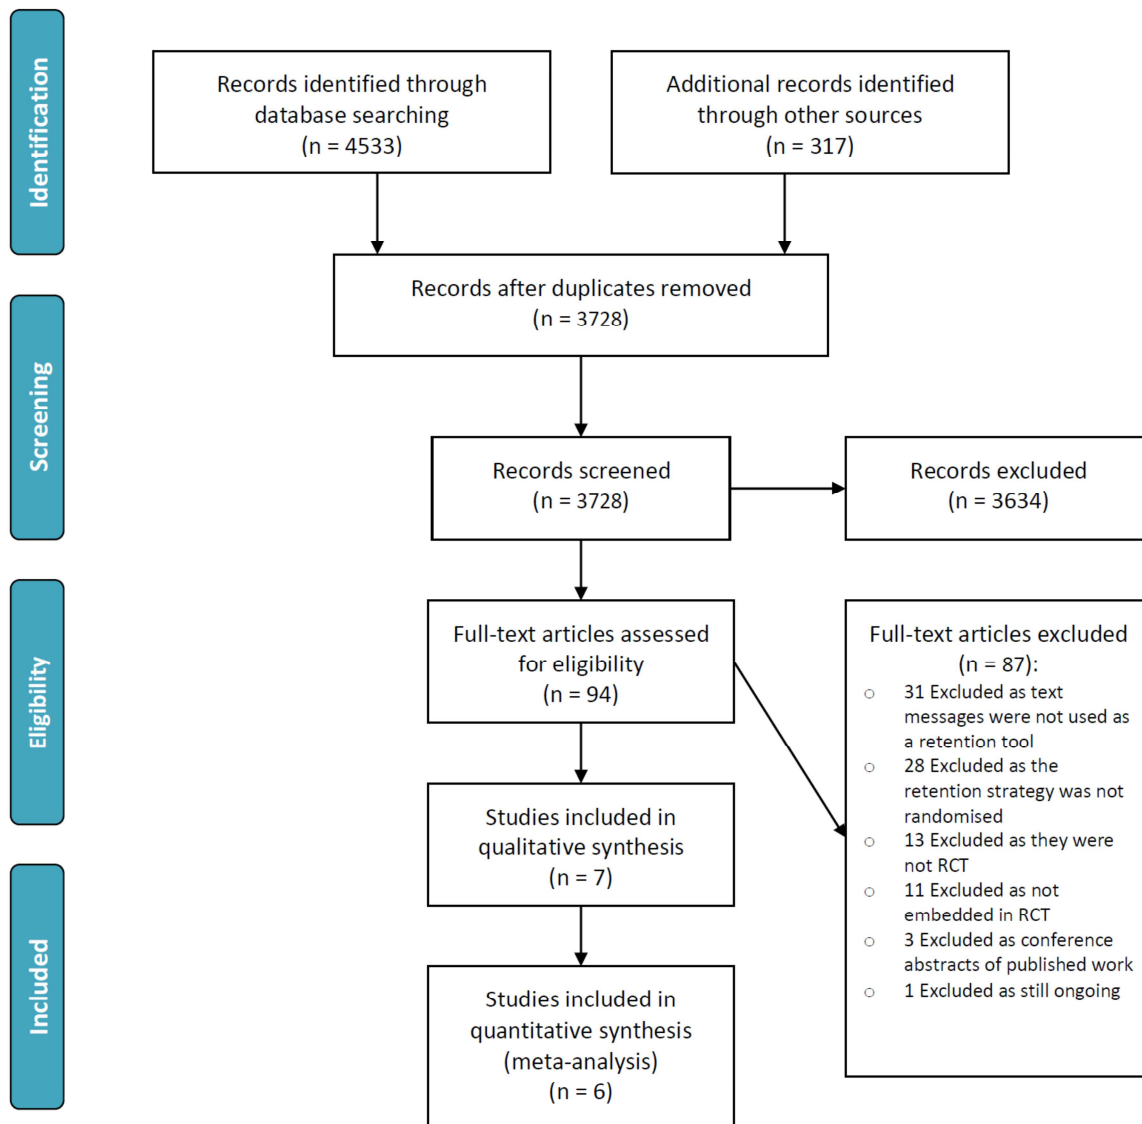 Identification
Records identified through
database searching
(n = 4533)
Additional records identified
through other sources
(n = 317)
Records after duplicates removed
(n = 3728)
Screening
Records screened
(n = 3728)
Records excluded
(n = 3634)
Eligibility
Full-text articles assessed
for eligibility
(n = 94)
Full-text articles excluded
(n = 87):
○ 31 Excluded as text
messages were not used as
a retention tool
○ 28 Excluded as the
retention strategy was not
randomised
○ 13 Excluded as they were
not RCT
○ 11 Excluded as not
embedded in RCT
○ 3 Excluded as conference
abstracts of published work
○ 1 Excluded as still ongoing
Studies included in
qualitative synthesis
(n = 7)
Included
Studies included in
quantitative synthesis
(meta-analysis)
(n = 6)